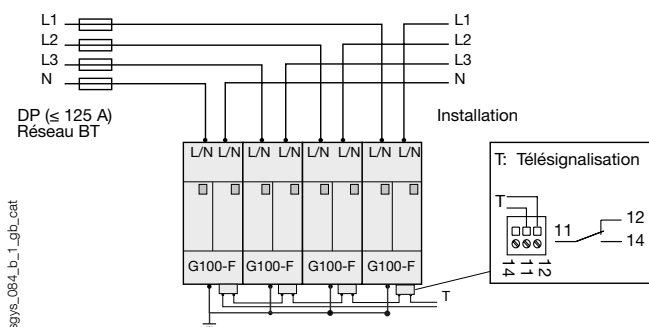 L1
L2
L3
N
L1
L2
L3
N
DP (≤ 125 A)
Réseau BT
Installation
L/N L/N L/N L/N L/N L/N L/N L/N
G100-F G100-F G100-F G100-F
T
T: Télésignalisation
T
11
12
14
14 11 12
sgys_084_b_1_gb_cat